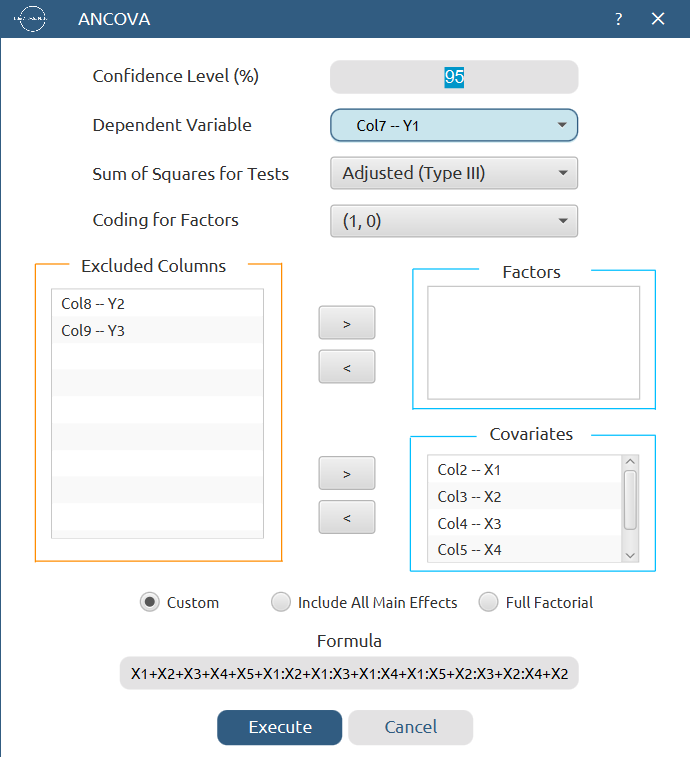 ANCOVA ?
Confidence Level (%) 95
Dependent Variable Col7 -- Y1
Sum of Squares for Tests Adjusted (Type III)
Coding for Factors (1, 0)
Excluded Columns
Col8 -- Y2
Col9 -- Y3
>
<
Factors
>
<
Covariates
Col2 -- X1
Col3 -- X2
Col4 -- X3
Col5 -- X4
Custom Include All Main Effects Full Factorial
Formula
X1+X2+X3+X4+X5+X1:X2+X1:X3+X1:X4+X1:X5+X2:X3+X2:X4+X2
Execute Cancel